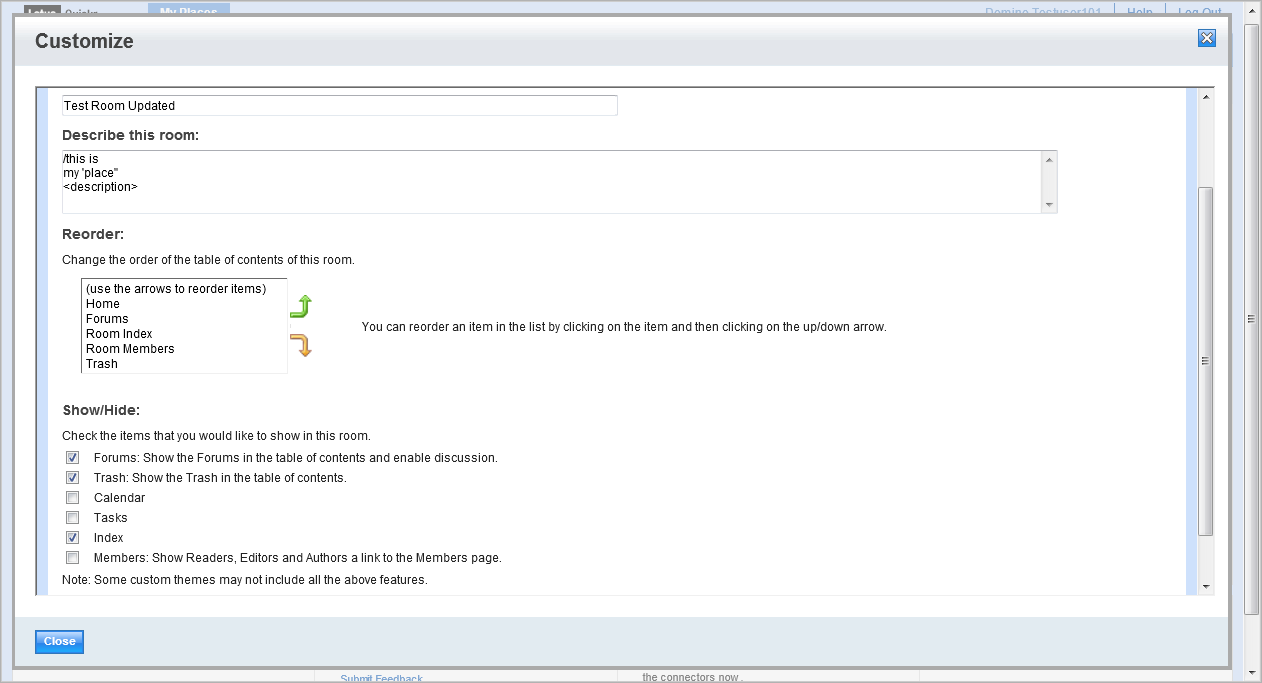 Lotus Quickr
My Places
Domino Testuser101
Help
Log Out
Customize
Test Room Updated
Describe this room:
/this is
my 'place"
<description>
Reorder:
Change the order of the table of contents of this room.
(use the arrows to reorder items)
Home
Forums
Room Index
Room Members
Trash
You can reorder an item in the list by clicking on the item and then clicking on the up/down arrow.
Show/Hide:
Check the items that you would like to show in this room.
Forums: Show the Forums in the table of contents and enable discussion.
Trash: Show the Trash in the table of contents.
Calendar
Tasks
Index
Members: Show Readers, Editors and Authors a link to the Members page.
Note: Some custom themes may not include all the above features.
Close
Submit Feedback
the connectors now .